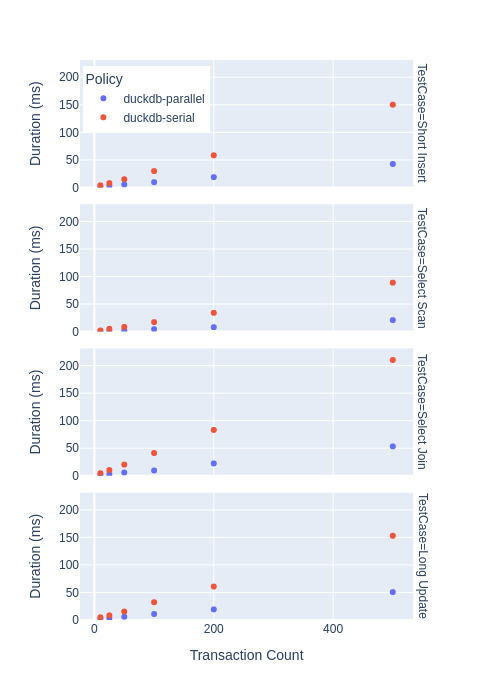 Policy
duckdb-parallel
duckdb-serial
200
150
100
50
0
Duration (ms)
TestCase=Short Insert
200
150
100
50
0
Duration (ms)
TestCase=Select Scan
200
150
100
50
0
Duration (ms)
TestCase=Select Join
200
150
100
50
0
Duration (ms)
TestCase=Long Update
0 200 400
Transaction Count